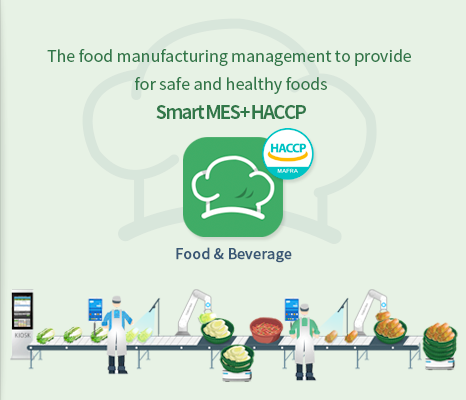 The food manufacturing management to provide
for safe and healthy foods
Smart MES+HACCP
HACCP
MAFRA
Food & Beverage
KIOSK